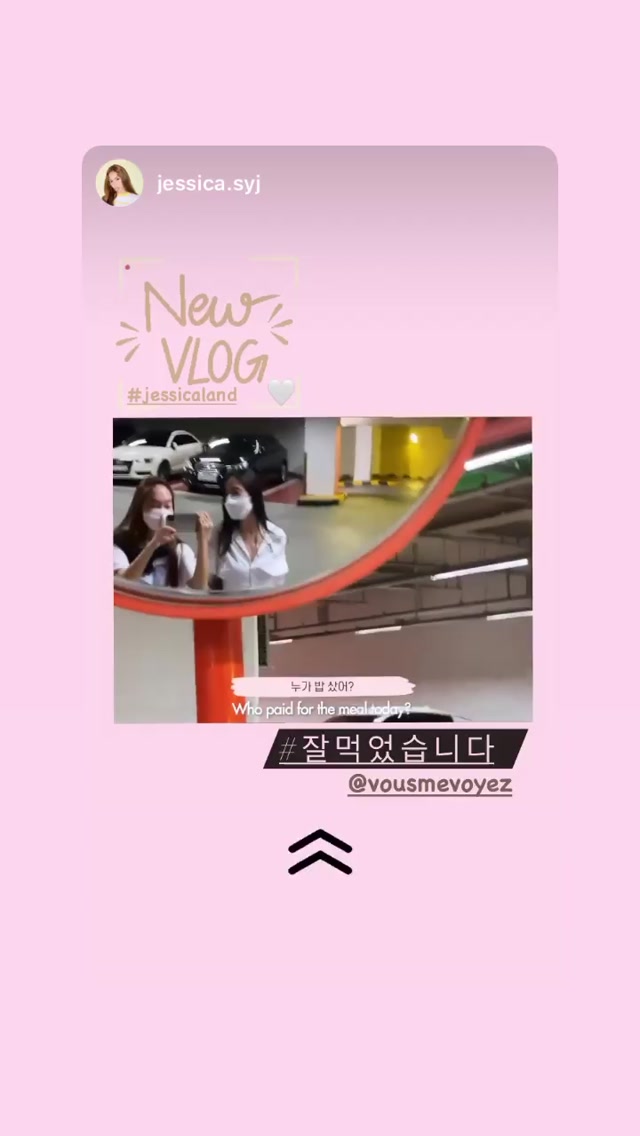 jessica.syj
New
VLOG
#jessicaland
누가 밥 샀어?
Who paid for the meal today?
#잘먹었습니다
@vousmevoyez